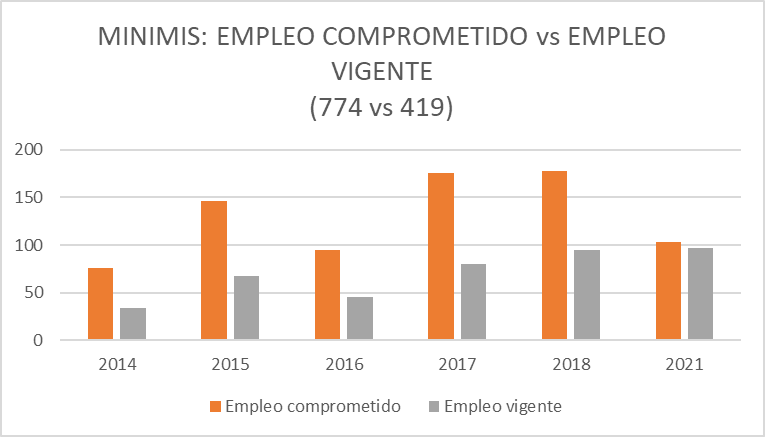 MINIMIS: EMPLEO COMPROMETIDO vs EMPLEO
VIGENTE
(774 vs 419)
200
150
100
50
0
2014 2015 2016 2017 2018 2021
Empleo comprometido Empleo vigente